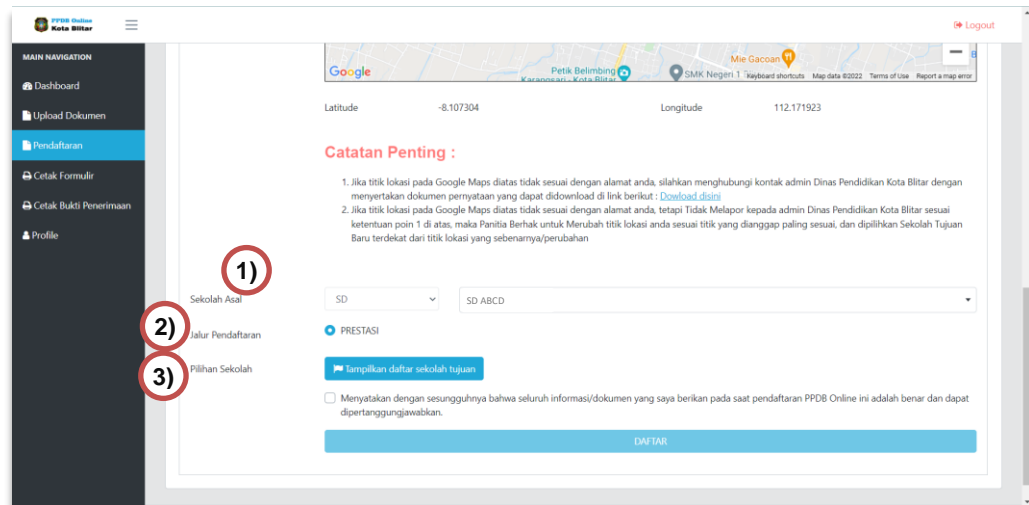 PPDB Online
Kota Blitar
Logout
MAIN NAVIGATION
Dashboard
Upload Dokumen
Pendaftaran
Cetak Formulir
Cetak Bukti Penerimaan
Profile
Mie Gacoan
Google
Petik Belimbing
Karangsari - Kota Blitar
SMK Negeri 1
Keyboard shortcuts Map data ©2022 Terms of Use Report a map error
Latitude -8.107304 Longitude 112.171923
Catatan Penting :
1. Jika titik lokasi pada Google Maps diatas tidak sesuai dengan alamat anda, silahkan menghubungi kontak admin Dinas Pendidikan Kota Blitar dengan
menyertakan dokumen pernyataan yang dapat didownload di link berikut : Dowload disini
2. Jika titik lokasi pada Google Maps diatas tidak sesuai dengan alamat anda, tetapi Tidak Melapor kepada admin Dinas Pendidikan Kota Blitar sesuai
ketentuan poin 1 di atas, maka Panitia Berhak untuk Merubah titik lokasi anda sesuai titik yang dianggap paling sesuai, dan dipilihkan Sekolah Tujuan
Baru terdekat dari titik lokasi yang sebenarnya/perubahan
1)
Sekolah Asal SD SD ABCD
2)
Jalur Pendaftaran PRESTASI
3)
Pilihan Sekolah Tampilkan daftar sekolah tujuan
Menyatakan dengan sesungguhnya bahwa seluruh informasi/dokumen yang saya berikan pada saat pendaftaran PPDB Online ini adalah benar dan dapat
dipertanggungjawabkan.
DAFTAR